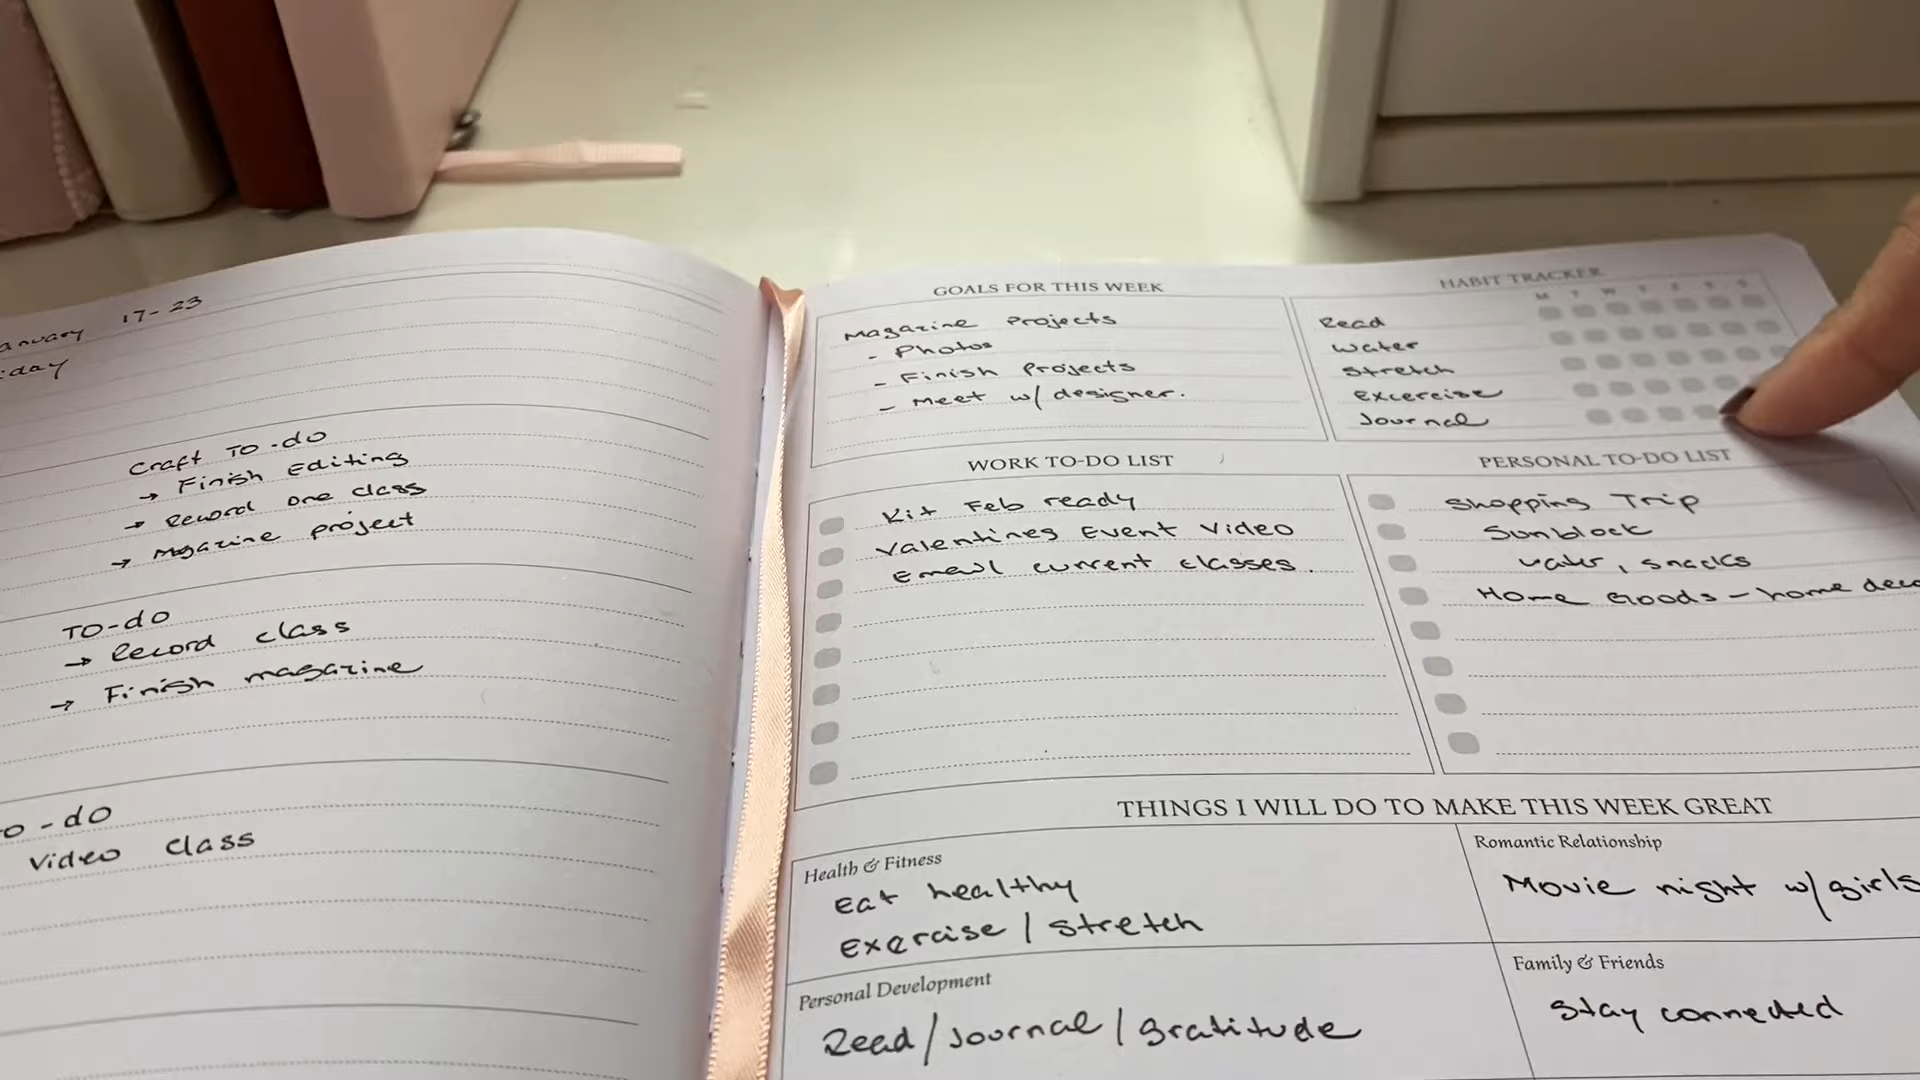 17-23
Craft TO-do
→ Finish Editing
→ Record one class
→ Magazine project
TO-do
→ Record class
→ Finish magazine
Video class
GOALS FOR THIS WEEK
Magazine Projects
- Photos
- Finish Projects
- Meet w/ designer.
HABIT TRACKER
M T W T F S S
Read
Water
Stretch
Excercise
Journal
WORK TO-DO LIST
Kit Feb ready
Valentines Event Video
Email current classes.
PERSONAL TO-DO LIST
Shopping Trip
Sunblock
water, snacks
Home Goods - home deco
THINGS I WILL DO TO MAKE THIS WEEK GREAT
Health & Fitness
Eat healthy
Exercise / stretch
Romantic Relationship
Movie night w/girls
Personal Development
Read/Journal/gratitude
Family & Friends
Stay connected